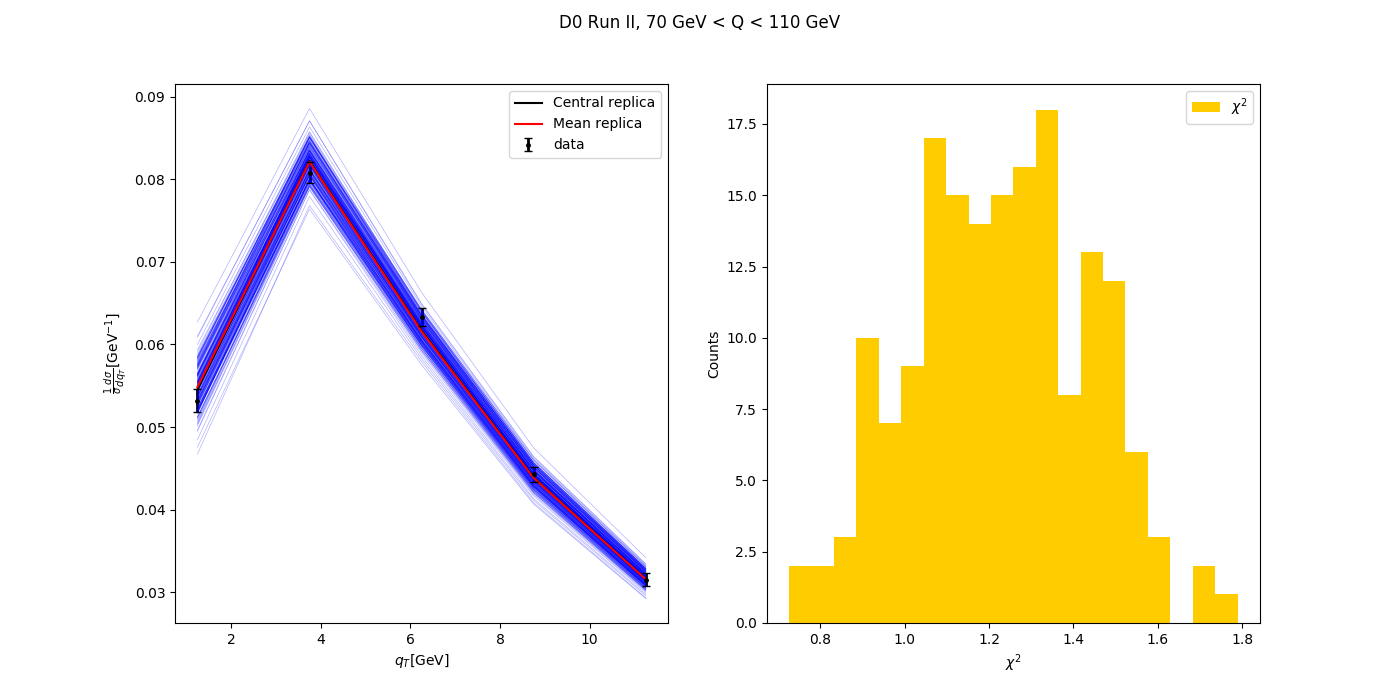 D0 Run II, 70 GeV < Q < 110 GeV
0.09
0.08
0.07
0.06
0.05
0.04
0.03
2 4 6 8 10
1/σ dσ/dq_T [GeV⁻¹]
q_T[GeV]
Central replica
Mean replica
data
17.5
15.0
12.5
10.0
7.5
5.0
2.5
0.0
0.8 1.0 1.2 1.4 1.6 1.8
Counts
χ²
χ²